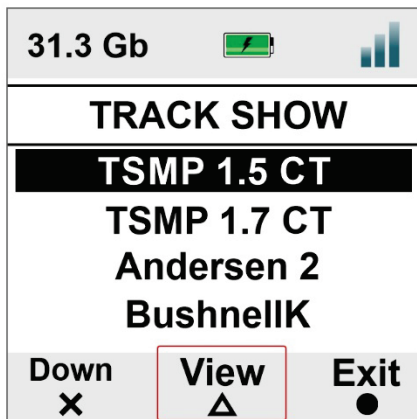 31.3 Gb
TRACK SHOW
TSMP 1.5 CT
TSMP 1.7 CT
Andersen 2
BushnellK
Down View Exit